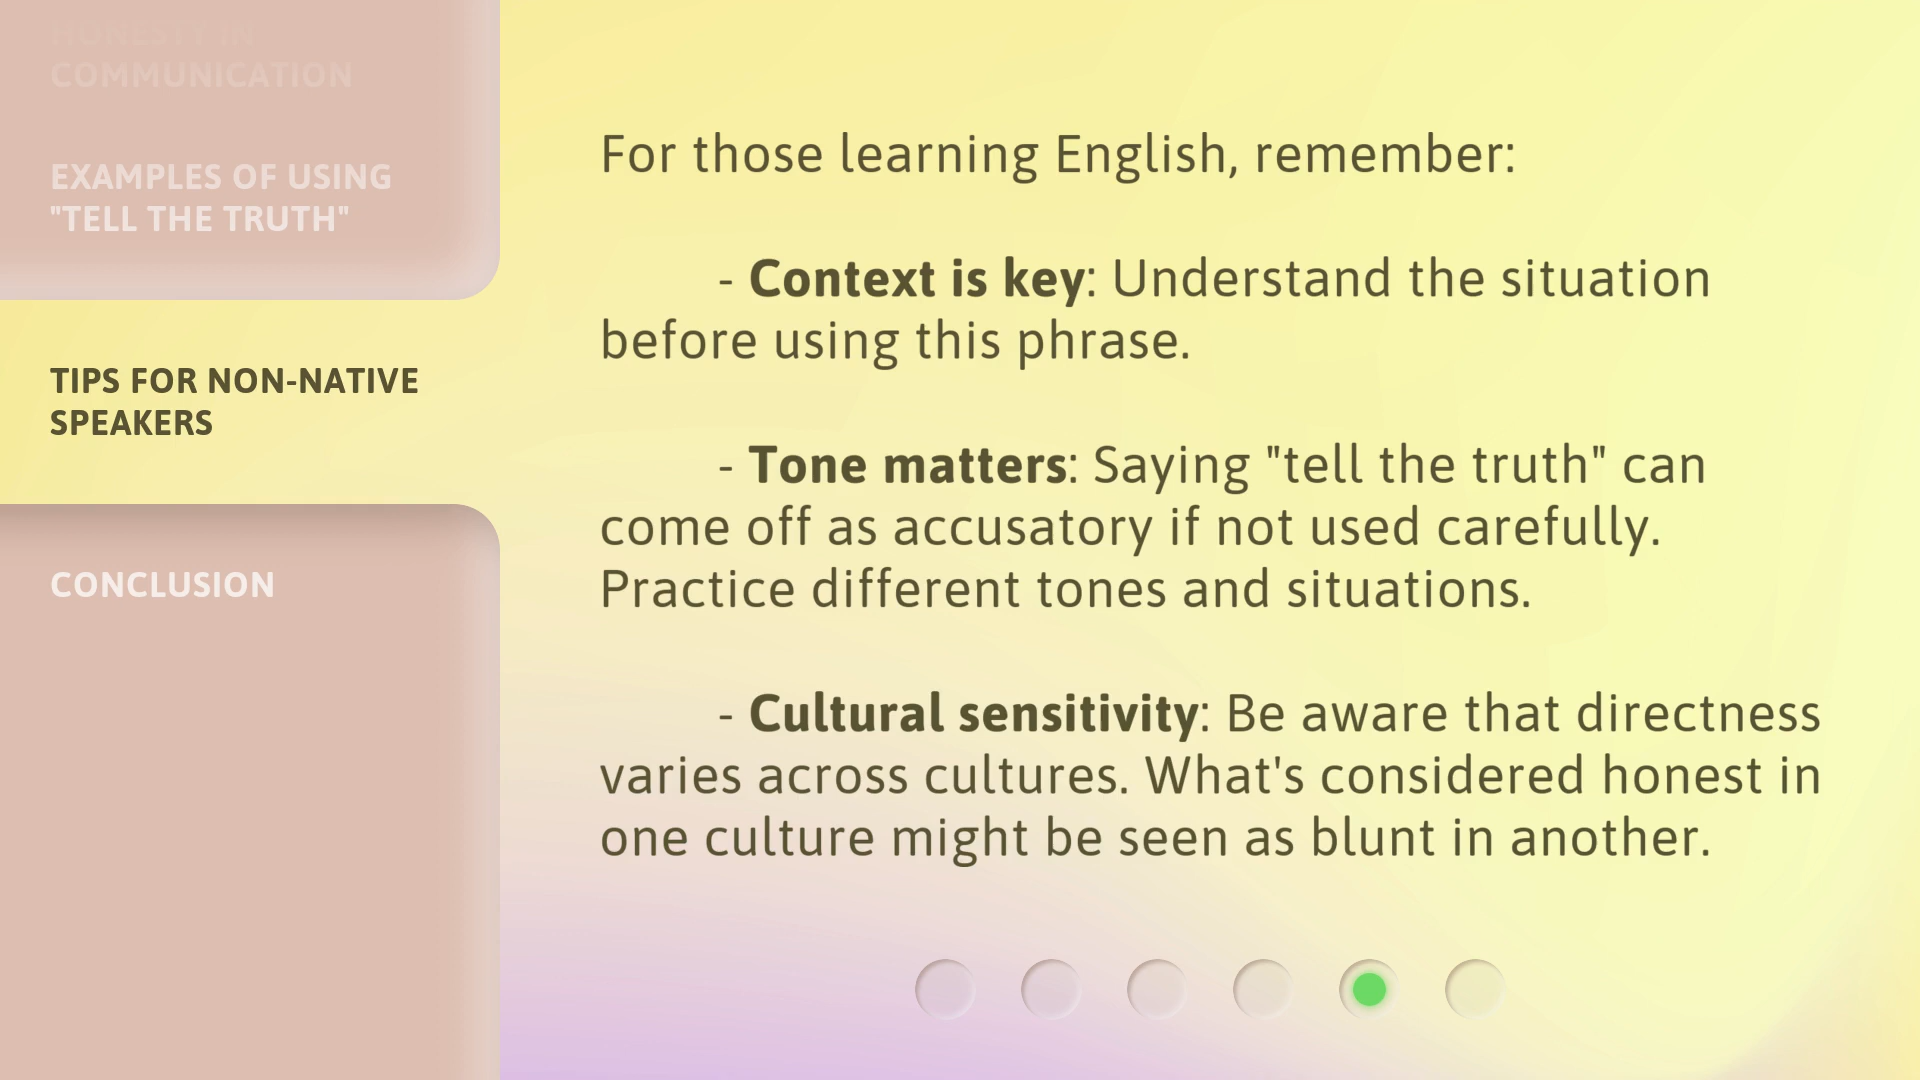 HONESTY IN
COMMUNICATION
EXAMPLES OF USING
"TELL THE TRUTH"
TIPS FOR NON-NATIVE
SPEAKERS
CONCLUSION
For those learning English, remember:
- Context is key: Understand the situation
before using this phrase.
- Tone matters: Saying "tell the truth" can
come off as accusatory if not used carefully.
Practice different tones and situations.
- Cultural sensitivity: Be aware that directness
varies across cultures. What's considered honest in
one culture might be seen as blunt in another.